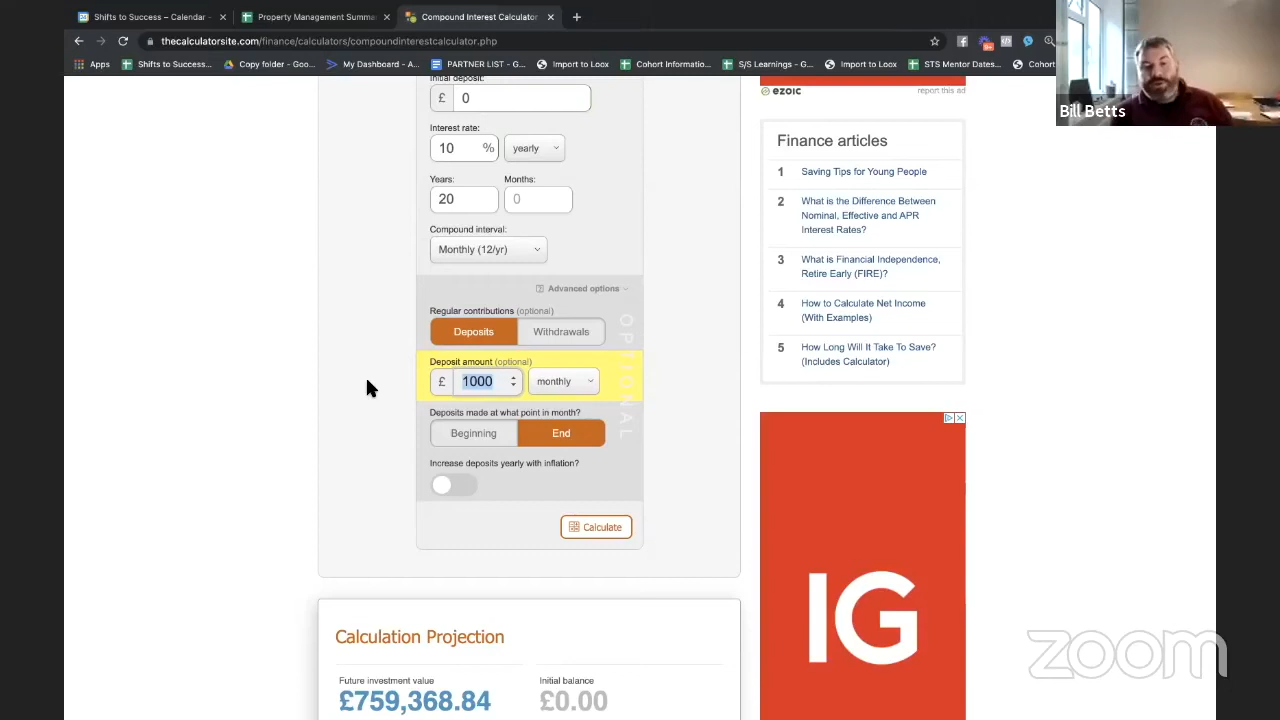 Shifts to Success – Calendar -
Property Management Summa
Compound Interest Calculator
thecalculatorsite.com/finance/calculators/compoundinterestcalculator.php
Apps
Shifts to Success...
Copy folder - Goo...
My Dashboard - A...
PARTNER LIST - G...
Import to Loox
Cohort Informatio...
SJS Learnings - G...
Import to Loox
STS Mentor Dates...
Cohort
Bill Betts
Initial deposit:
£ 0
Interest rate:
10 % yearly
Years: Months:
20 0
Compound interval:
Monthly (12/yr)
Advanced options
Regular contributions (optional)
Deposits Withdrawals
OPTIONAL
Deposit amount (optional)
£ 1000 monthly
Deposits made at what point in month?
Beginning End
Increase deposits yearly with inflation?
Calculate
Calculation Projection
Future investment value Initial balance
£759,368.84 £0.00
ezoic report this ad
Finance articles
1 Saving Tips for Young People
2 What is the Difference Between
Nominal, Effective and APR
Interest Rates?
3 What is Financial Independence,
Retire Early (FIRE)?
4 How to Calculate Net Income
(With Examples)
5 How Long Will It Take To Save?
(Includes Calculator)
IG
zoom